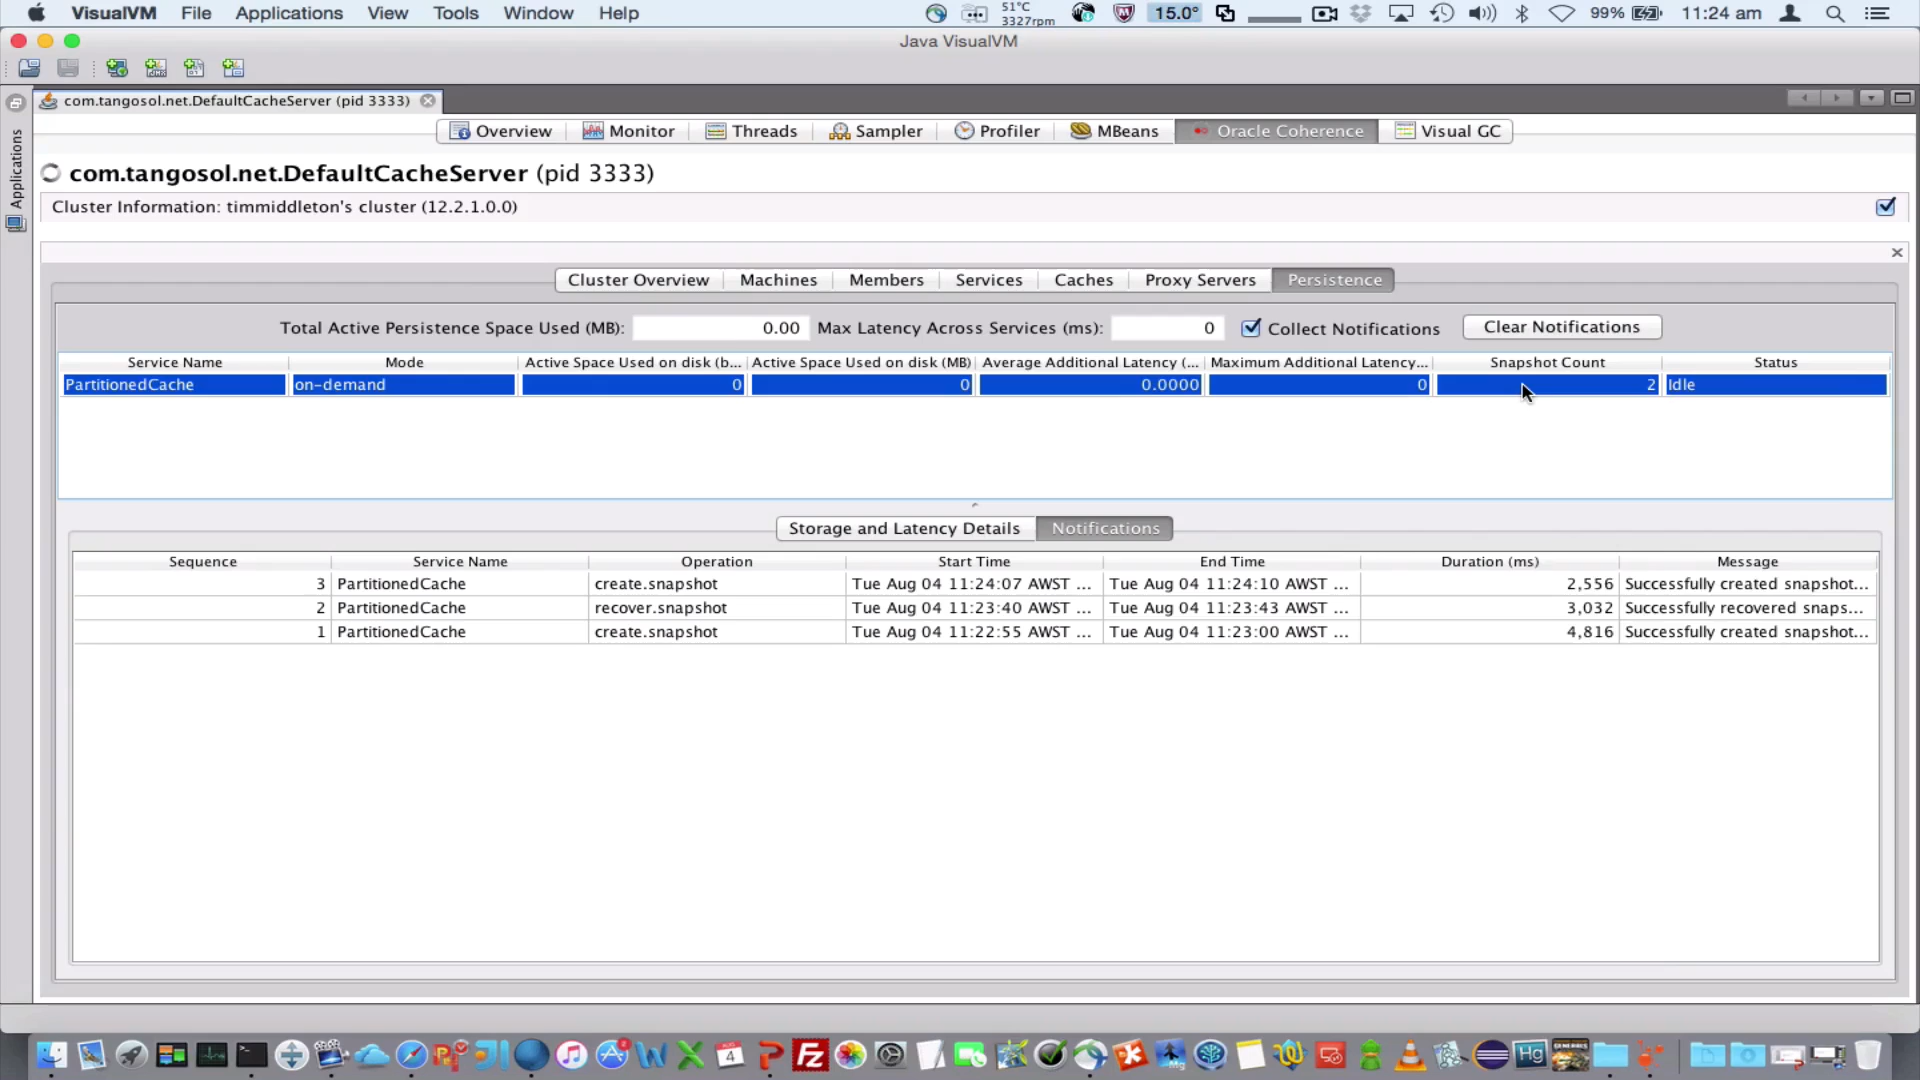 VisualVM File Applications View Tools Window Help 51°C 3327rpm 15.0° 99% 11:24 am
Java VisualVM
com.tangosol.net.DefaultCacheServer (pid 3333)
Applications
Overview Monitor Threads Sampler Profiler MBeans Oracle Coherence Visual GC
com.tangosol.net.DefaultCacheServer (pid 3333)
Cluster Information: timmiddleton's cluster (12.2.1.0.0)
Cluster Overview Machines Members Services Caches Proxy Servers Persistence
Total Active Persistence Space Used (MB): 0.00 Max Latency Across Services (ms): 0 Collect Notifications Clear Notifications
Service Name Mode Active Space Used on disk (b... Active Space Used on disk (MB) Average Additional Latency (... Maximum Additional Latency... Snapshot Count Status
PartitionedCache on-demand 0 0 0.0000 0 2 Idle
Storage and Latency Details Notifications
Sequence Service Name Operation Start Time End Time Duration (ms) Message
3 PartitionedCache create.snapshot Tue Aug 04 11:24:07 AWST ... Tue Aug 04 11:24:10 AWST ... 2,556 Successfully created snapshot...
2 PartitionedCache recover.snapshot Tue Aug 04 11:23:40 AWST ... Tue Aug 04 11:23:43 AWST ... 3,032 Successfully recovered snaps...
1 PartitionedCache create.snapshot Tue Aug 04 11:22:55 AWST ... Tue Aug 04 11:23:00 AWST ... 4,816 Successfully created snapshot...
4 Fz Hg